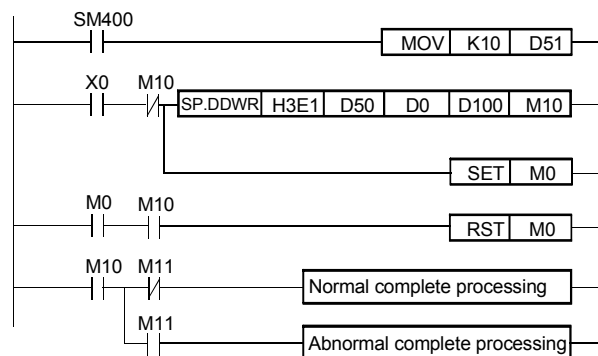 SM400
MOV K10 D51
X0 M10
SP.DDWR H3E1 D50 D0 D100 M10
SET M0
M0 M10
RST M0
M10 M11
Normal complete processing
M11
Abnormal complete processing